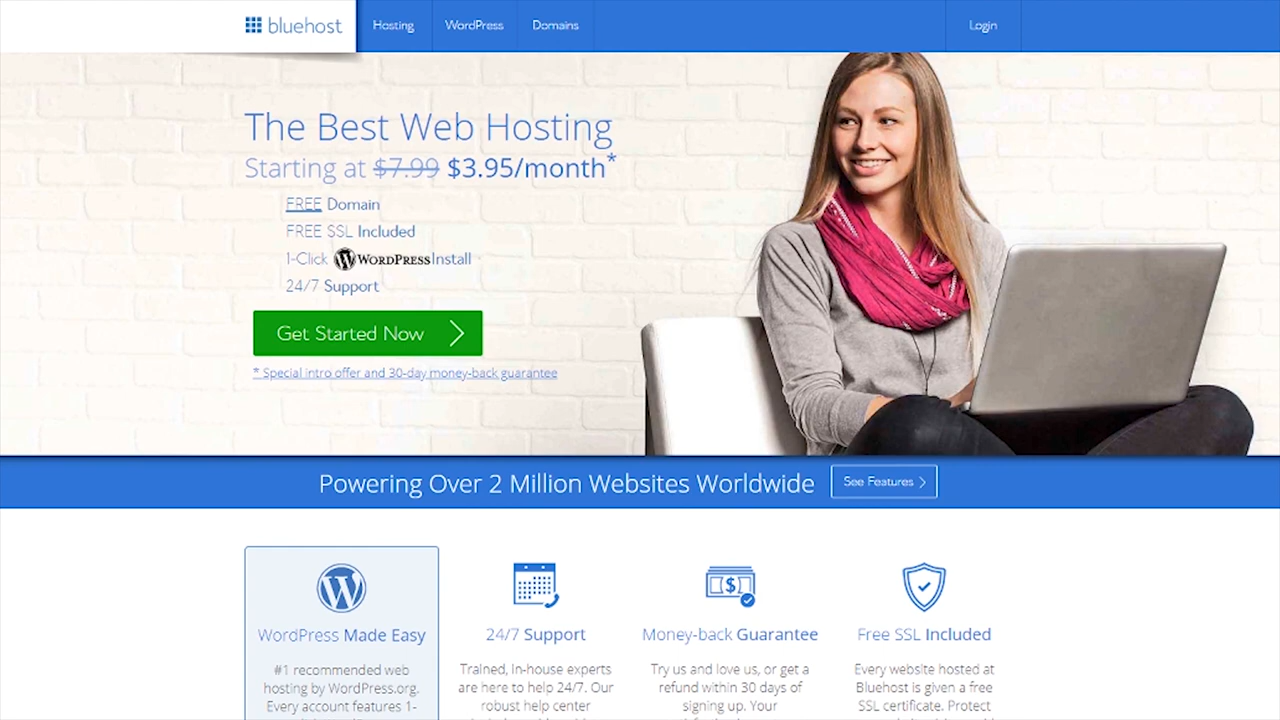 bluehost
Hosting
WordPress
Domains
Login
The Best Web Hosting
Starting at $7.99 $3.95/month*
FREE Domain
FREE SSL Included
1-Click WORDPRESS Install
24/7 Support
Get Started Now
* Special intro offer and 30-day money-back guarantee
Powering Over 2 Million Websites Worldwide
See Features
WordPress Made Easy
#1 recommended web
hosting by WordPress.org.
Every account features 1-
24/7 Support
Trained, in-house experts
are here to help 24/7. Our
robust help center
Money-back Guarantee
Try us and love us, or get a
refund within 30 days of
signing up. Your
Free SSL Included
Every website hosted at
Bluehost is given a free
SSL certificate. Protect